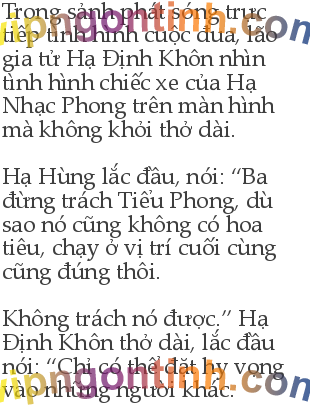 Trong sảnh phát sóng trực
tiếp tình hình cuộc đua, lão
gia tử Hạ Định Khôn nhìn
tình hình chiếc xe của Hạ
Nhạc Phong trên màn hình
mà không khỏi thở dài.
Hạ Hùng lắc đầu, nói: “Ba
đừng trách Tiểu Phong, dù
sao nó cũng không có hoa
tiêu, chạy ở vị trí cuối cùng
cũng đúng thôi.
Không trách nó được.” Hạ
Định Khôn thở dài, lắc đầu
nói: “Chỉ có thể đặt hy vọng
vào những người khác.
vipngontinh.com
vipngontinh.com